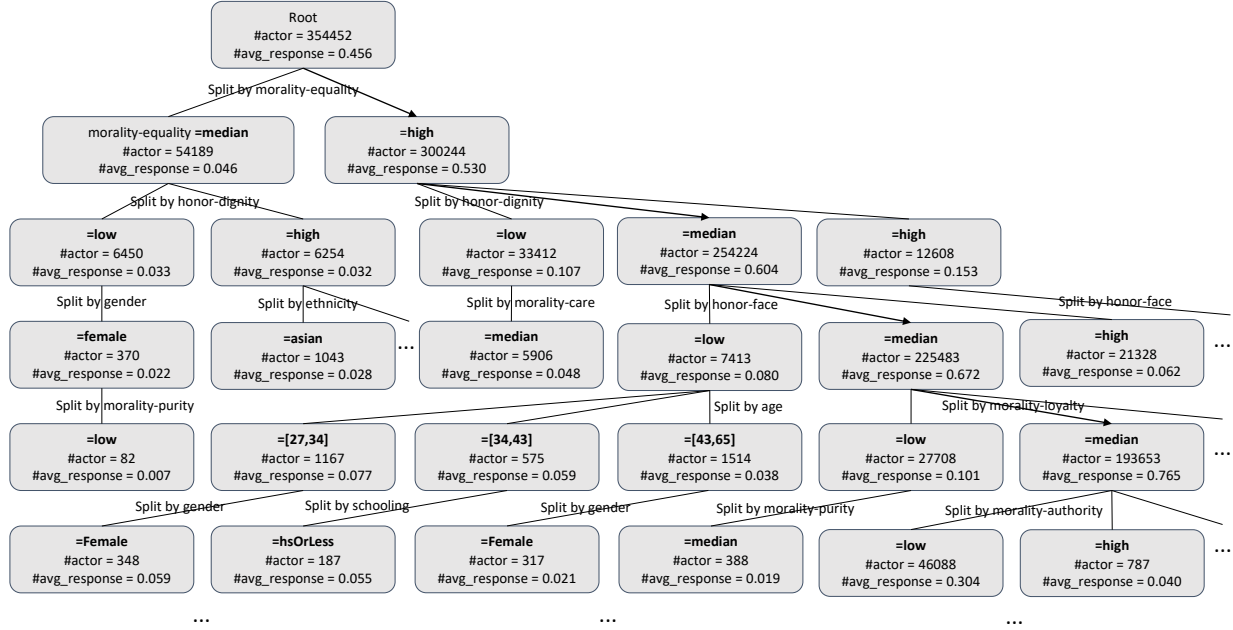 Root
#actor = 354452
#avg_response = 0.456
Split by morality-equality
morality-equality =median
#actor = 54189
#avg_response = 0.046
=high
#actor = 300244
#avg_response = 0.530
Split by honor-dignity
Split by honor-dignity
=low
#actor = 6450
#avg_response = 0.033
=high
#actor = 6254
#avg_response = 0.032
=low
#actor = 33412
#avg_response = 0.107
=median
#actor = 254224
#avg_response = 0.604
=high
#actor = 12608
#avg_response = 0.153
Split by gender
Split by ethnicity
Split by morality-care
Split by honor-face
Split by honor-face
=female
#actor = 370
#avg_response = 0.022
=asian
#actor = 1043
#avg_response = 0.028
...
=median
#actor = 5906
#avg_response = 0.048
=low
#actor = 7413
#avg_response = 0.080
=median
#actor = 225483
#avg_response = 0.672
=high
#actor = 21328
#avg_response = 0.062
...
Split by morality-purity
Split by age
Split by morality-loyalty
=low
#actor = 82
#avg_response = 0.007
=[27,34]
#actor = 1167
#avg_response = 0.077
=[34,43]
#actor = 575
#avg_response = 0.059
=[43,65]
#actor = 1514
#avg_response = 0.038
=low
#actor = 27708
#avg_response = 0.101
=median
#actor = 193653
#avg_response = 0.765
...
Split by gender
Split by schooling
Split by gender
Split by morality-purity
Split by morality-authority
=Female
#actor = 348
#avg_response = 0.059
=hsOrLess
#actor = 187
#avg_response = 0.055
=Female
#actor = 317
#avg_response = 0.021
=median
#actor = 388
#avg_response = 0.019
=low
#actor = 46088
#avg_response = 0.304
=high
#actor = 787
#avg_response = 0.040
...
...
...
...